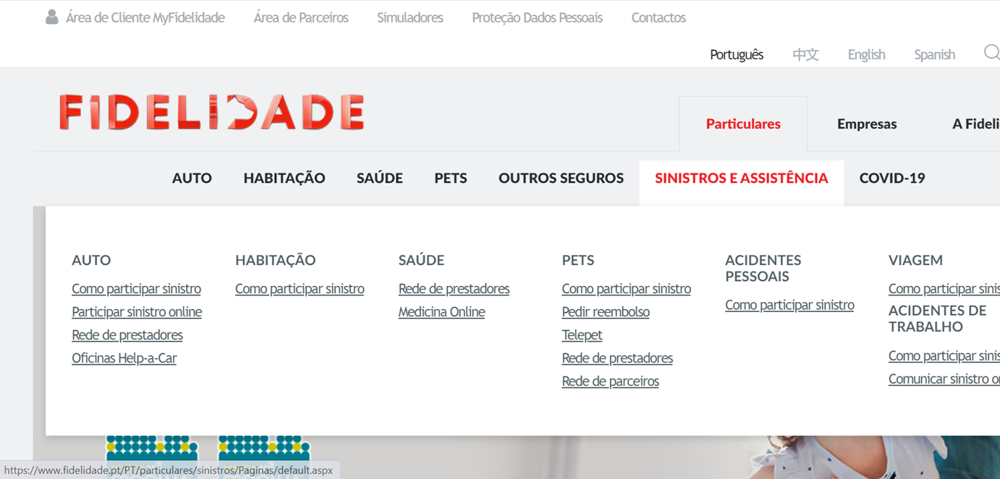 Área de Cliente MyFidelidade Área de Parceiros Simuladores Proteção Dados Pessoais Contactos
Português 中文 English Spanish
FIDELIDADE
Particulares Empresas A Fideli
AUTO HABITAÇÃO SAÚDE PETS OUTROS SEGUROS SINISTROS E ASSISTÊNCIA COVID-19
AUTO
Como participar sinistro
Participar sinistro online
Rede de prestadores
Oficinas Help-a-Car
HABITAÇÃO
Como participar sinistro
SAÚDE
Rede de prestadores
Medicina Online
PETS
Como participar sinistro
Pedir reembolso
Telepet
Rede de prestadores
Rede de parceiros
ACIDENTES
PESSOAIS
Como participar sinistro
VIAGEM
Como participar sinis
ACIDENTES DE
TRABALHO
Como participar sinis
Comunicar sinistro o
https://www.fidelidade.pt/PT/particulares/sinistros/Paginas/default.aspx